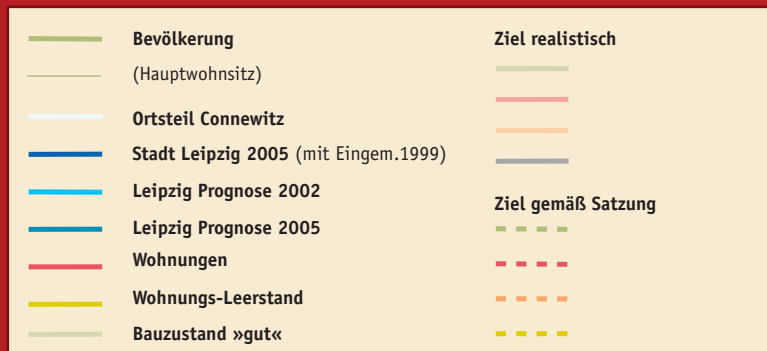 Bevölkerung
(Hauptwohnsitz)
Ortsteil Connewitz
Stadt Leipzig 2005 (mit Eingem.1999)
Leipzig Prognose 2002
Leipzig Prognose 2005
Wohnungen
Wohnungs-Leerstand
Bauzustand »gut«
Ziel realistisch
Ziel gemäß Satzung